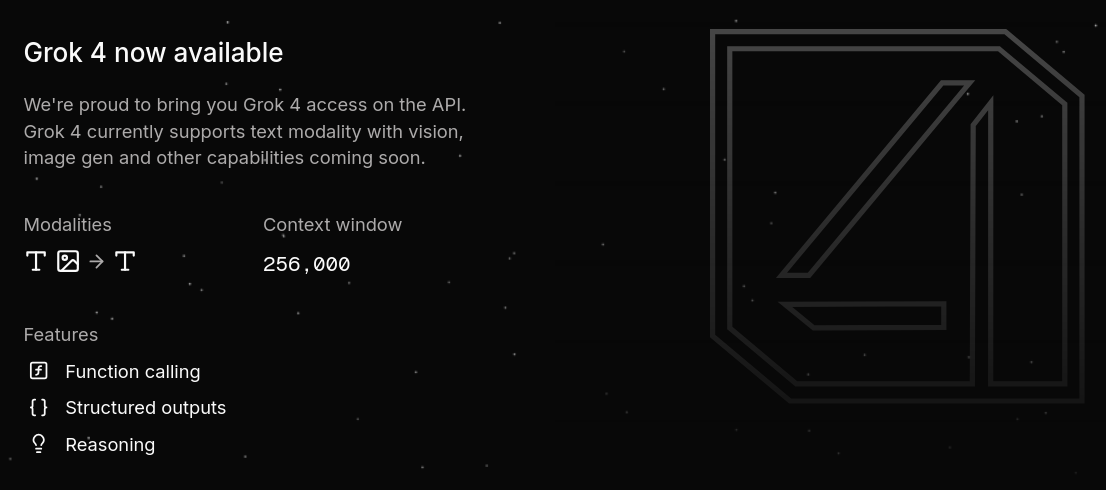 Grok 4 now available
We're proud to bring you Grok 4 access on the API.
Grok 4 currently supports text modality with vision,
image gen and other capabilities coming soon.
Modalities
Context window
T → T
256,000
Features
Function calling
Structured outputs
Reasoning
4